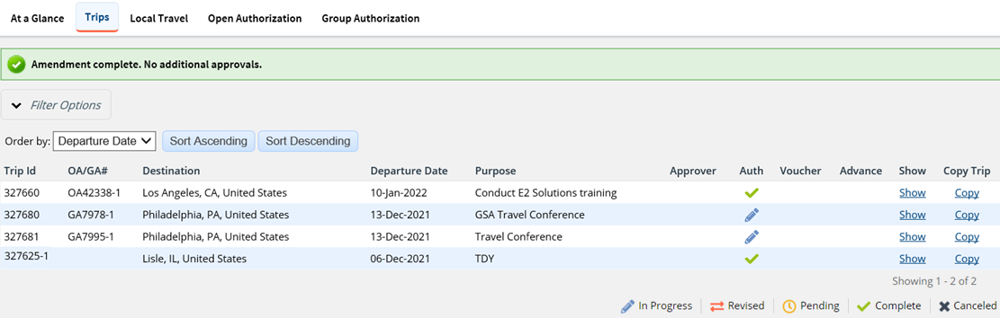 At a Glance Trips Local Travel Open Authorization Group Authorization
Amendment complete. No additional approvals.
Filter Options
Order by: Departure Date Sort Ascending Sort Descending
Trip Id OA/GA# Destination Departure Date Purpose Approver Auth Voucher Advance Show Copy Trip
327660 OA42338-1 Los Angeles, CA, United States 10-Jan-2022 Conduct E2 Solutions training Show Copy
327680 GA7978-1 Philadelphia, PA, United States 13-Dec-2021 GSA Travel Conference Show Copy
327681 GA7995-1 Philadelphia, PA, United States 13-Dec-2021 Travel Conference Show Copy
327625-1 Lisle, IL, United States 06-Dec-2021 TDY Show Copy
Showing 1 - 2 of 2
In Progress Revised Pending Complete Canceled